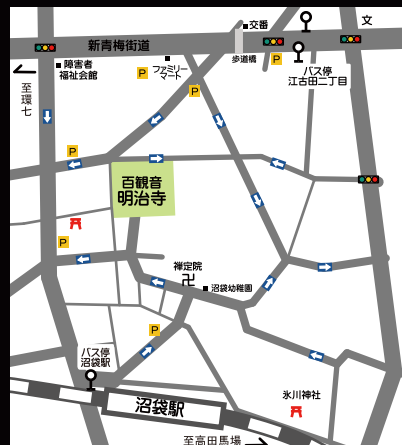 交番
文
新青梅街道
歩道橋
障害者
福祉会館
ファミリー
マート
P
P
P
バス停
江古田二丁目
至環七
P
百観音
明治寺
P
禅定院
卍
沼袋幼稚園
P
バス停
沼袋駅
沼袋駅
氷川神社
至高田馬場